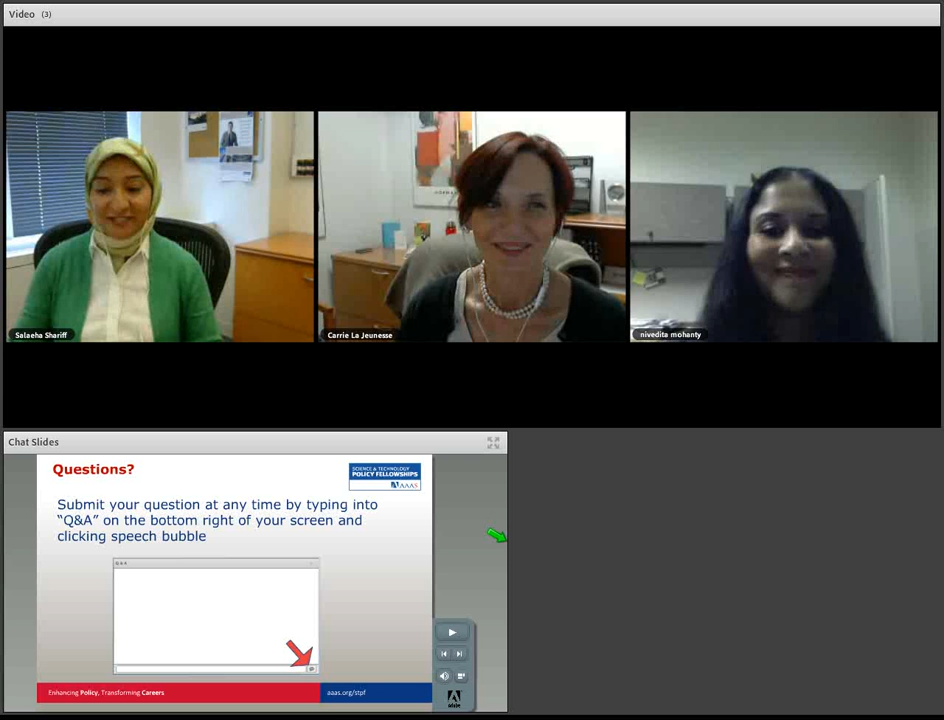 Video (3)
Salaeha Shariff
Carrie La Jeunesse
nivedita mohanty
Chat Slides
Questions?
SCIENCE & TECHNOLOGY
POLICY FELLOWSHIPS
AAAS
Submit your question at any time by typing into
“Q&A” on the bottom right of your screen and
clicking speech bubble
Q & A
Enhancing Policy, Transforming Careers
aaas.org/stpf
Adobe